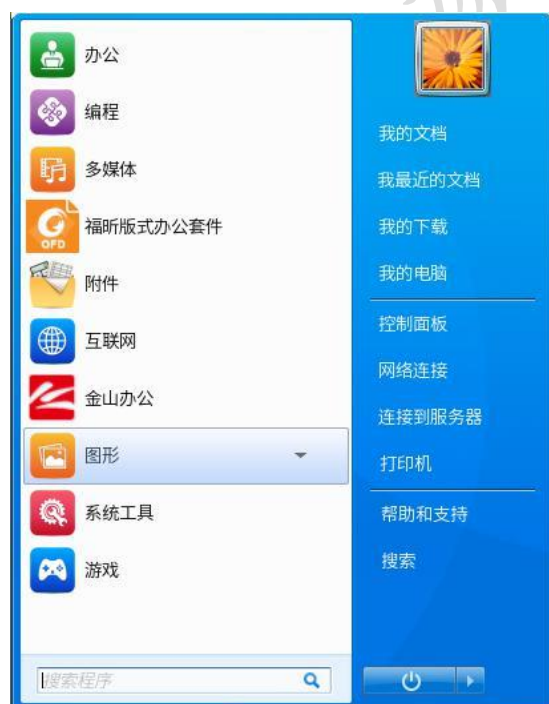 办公
编程
多媒体
OFD
福昕版式办公套件
附件
互联网
金山办公
图形
系统工具
游戏
搜索程序
我的文档
我最近的文档
我的下载
我的电脑
控制面板
网络连接
连接到服务器
打印机
帮助和支持
搜索